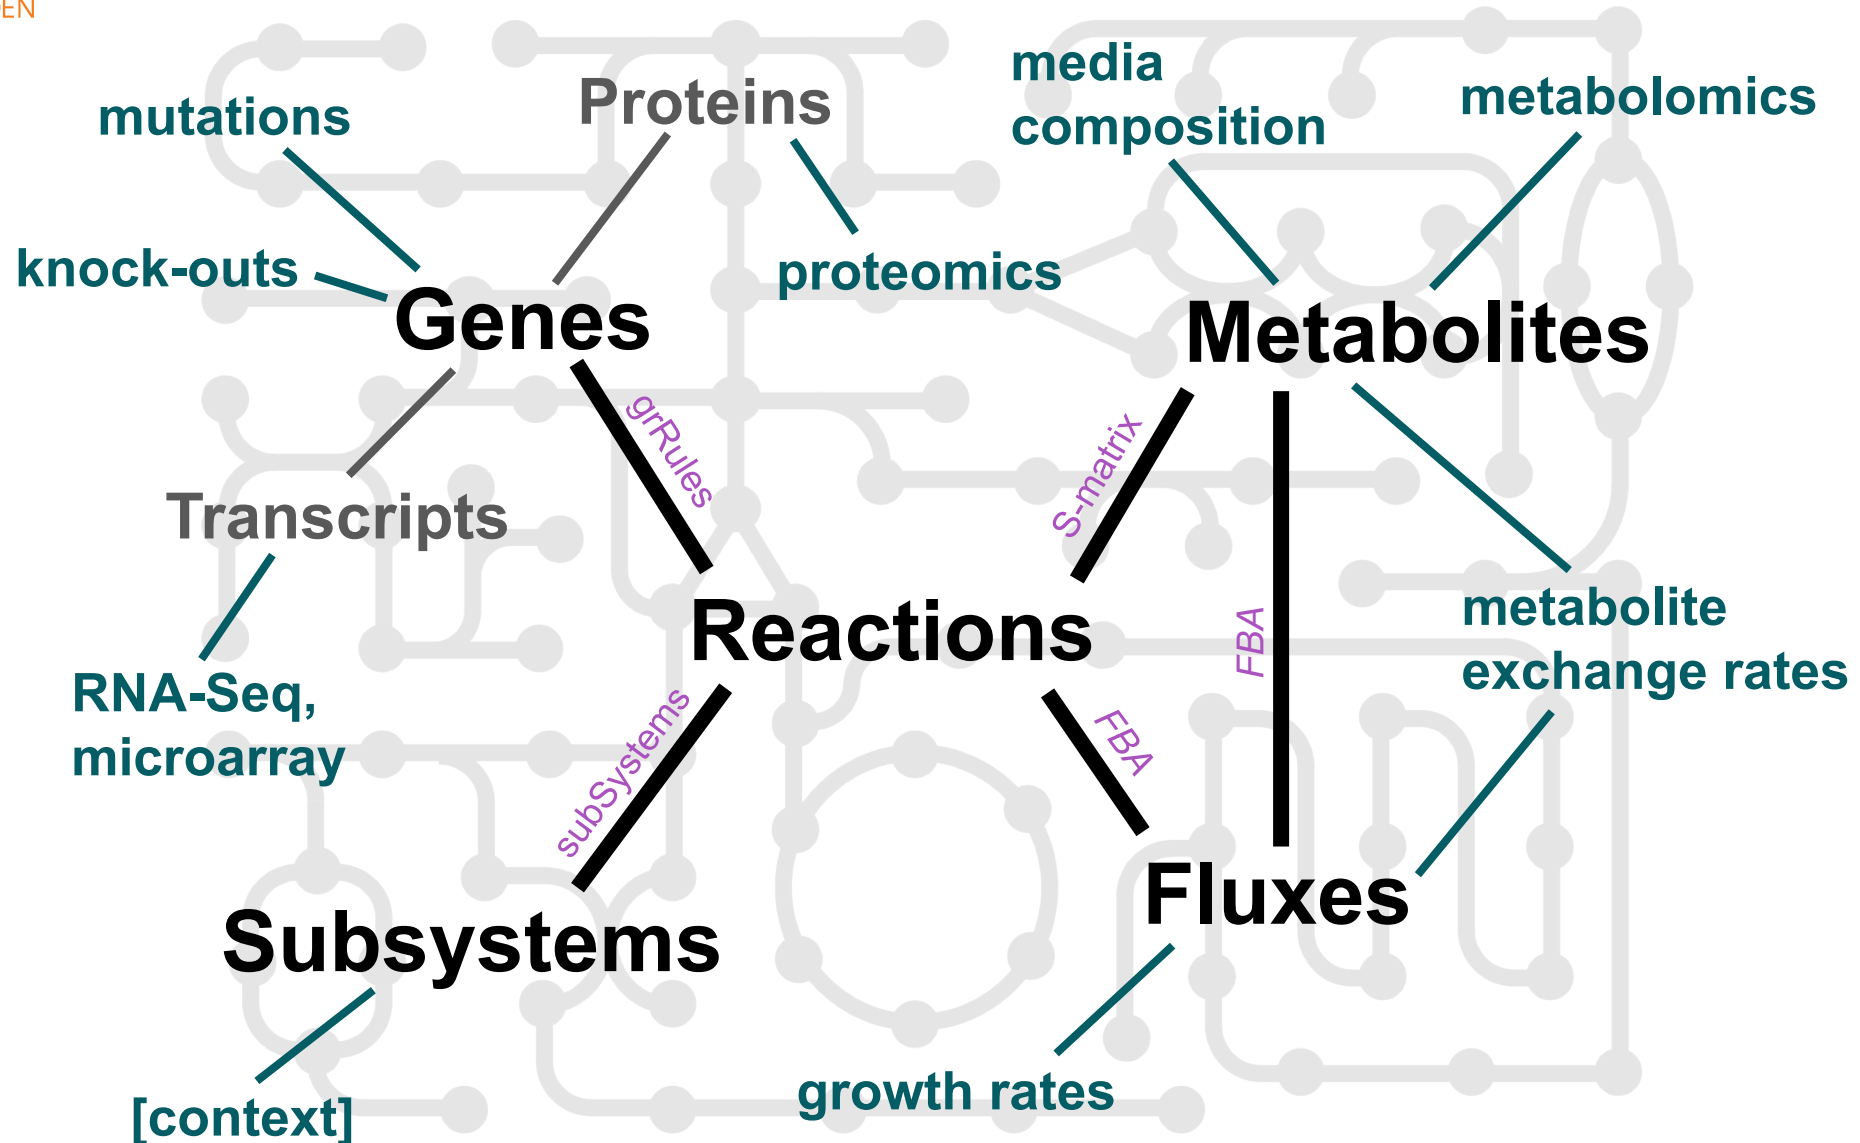 EN
media
composition
metabolomics
mutations
Proteins
knock-outs
proteomics
Genes
Metabolites
grRules
S-matrix
Transcripts
Reactions
FBA
metabolite
exchange rates
RNA-Seq,
microarray
subSystems
FBA
Fluxes
Subsystems
growth rates
[context]